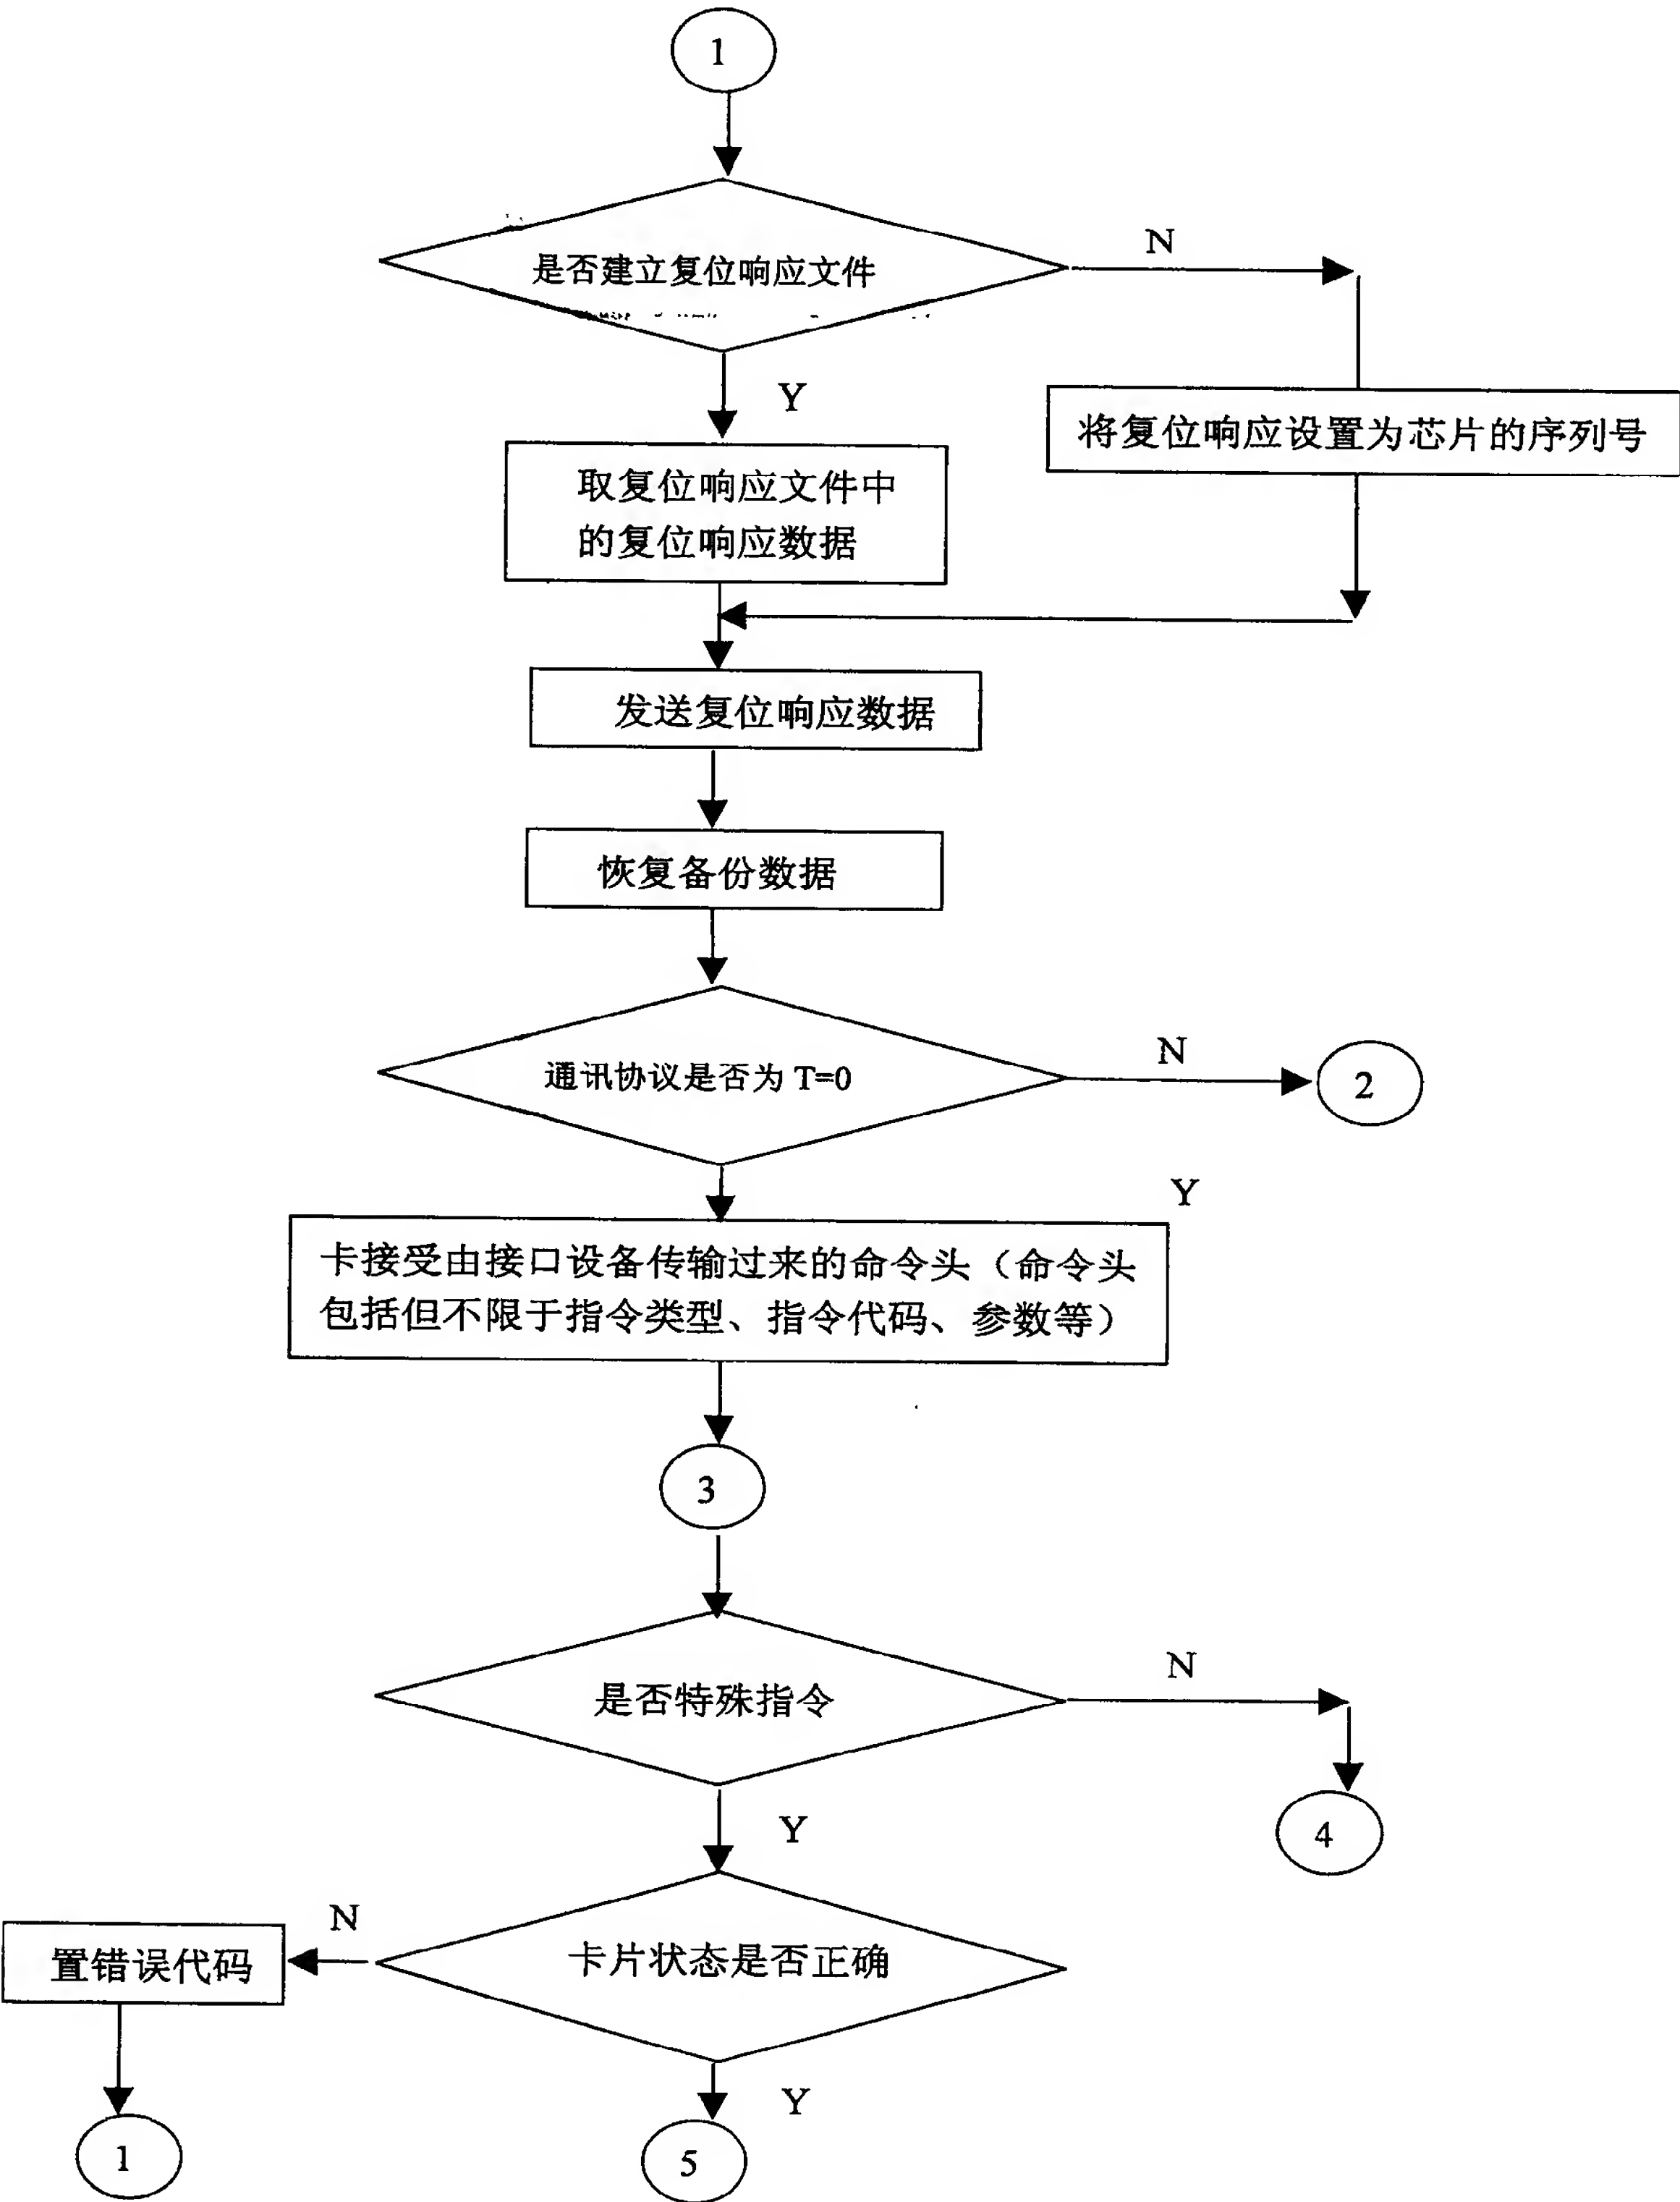 1
是否建立复位响应文件
N
Y
将复位响应设置为芯片的序列号
取复位响应文件中
的复位响应数据
发送复位响应数据
恢复备份数据
通讯协议是否为 T=0
N
2
Y
卡接受由接口设备传输过来的命令头（命令头
包括但不限于指令类型、指令代码、参数等）
3
是否特殊指令
N
Y
4
卡片状态是否正确
N
置错误代码
Y
1
5